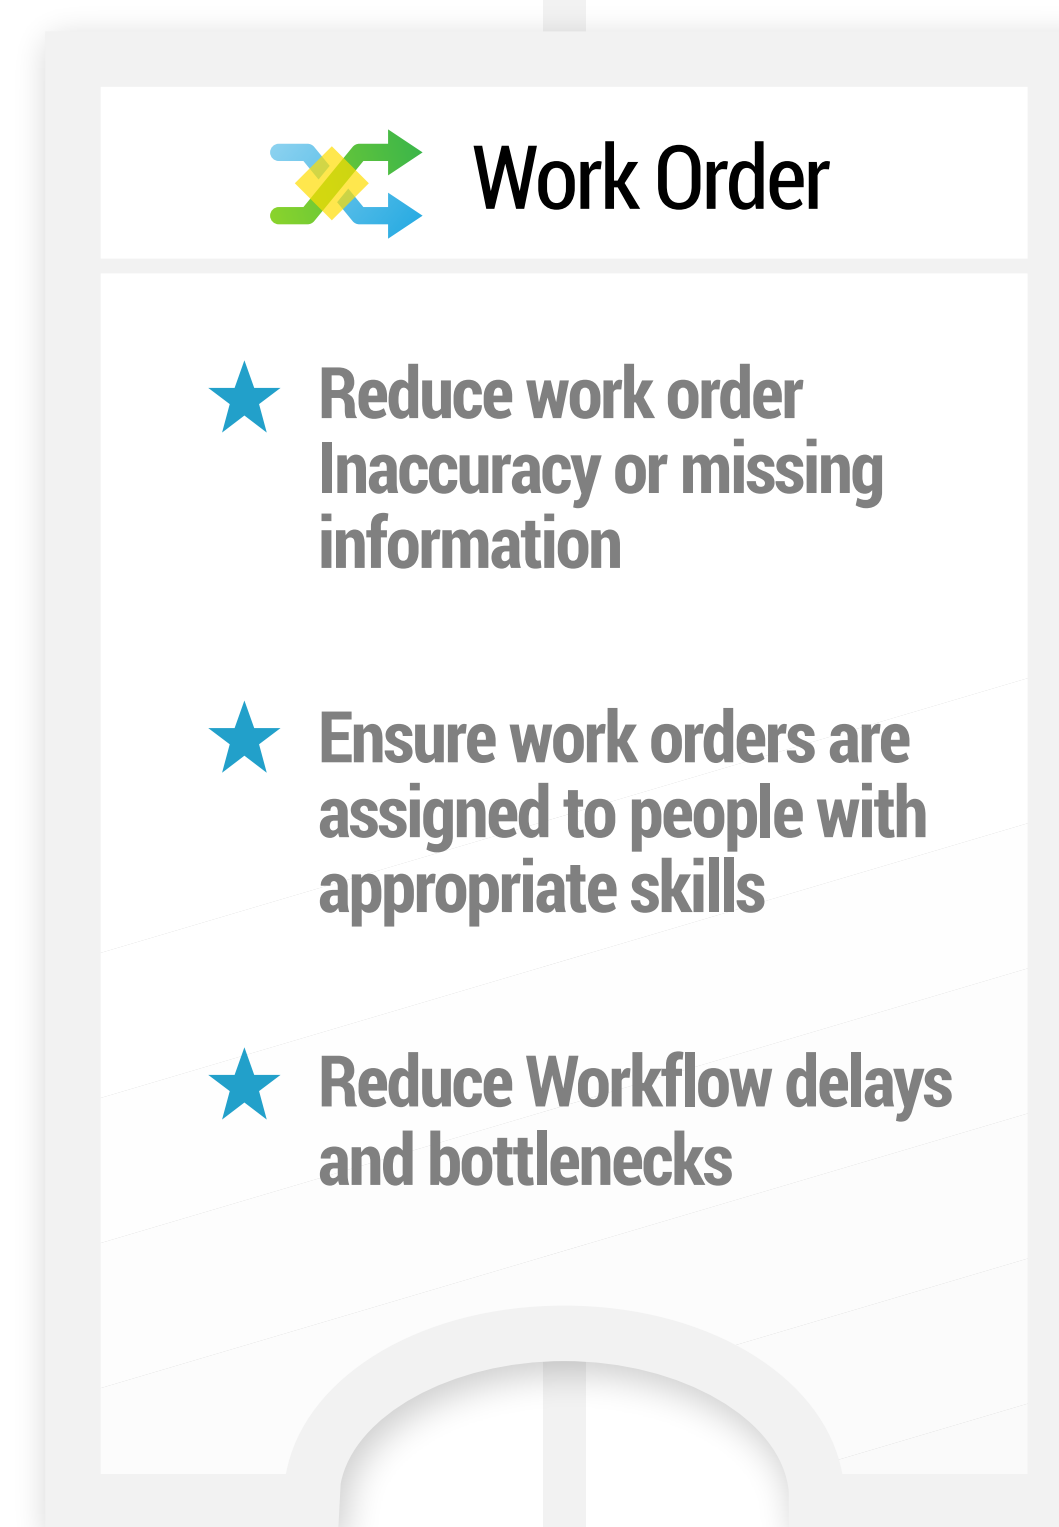 Work Order
Reduce work order
Inaccuracy or missing
information
Ensure work orders are
assigned to people with
appropriate skills
Reduce Workflow delays
and bottlenecks